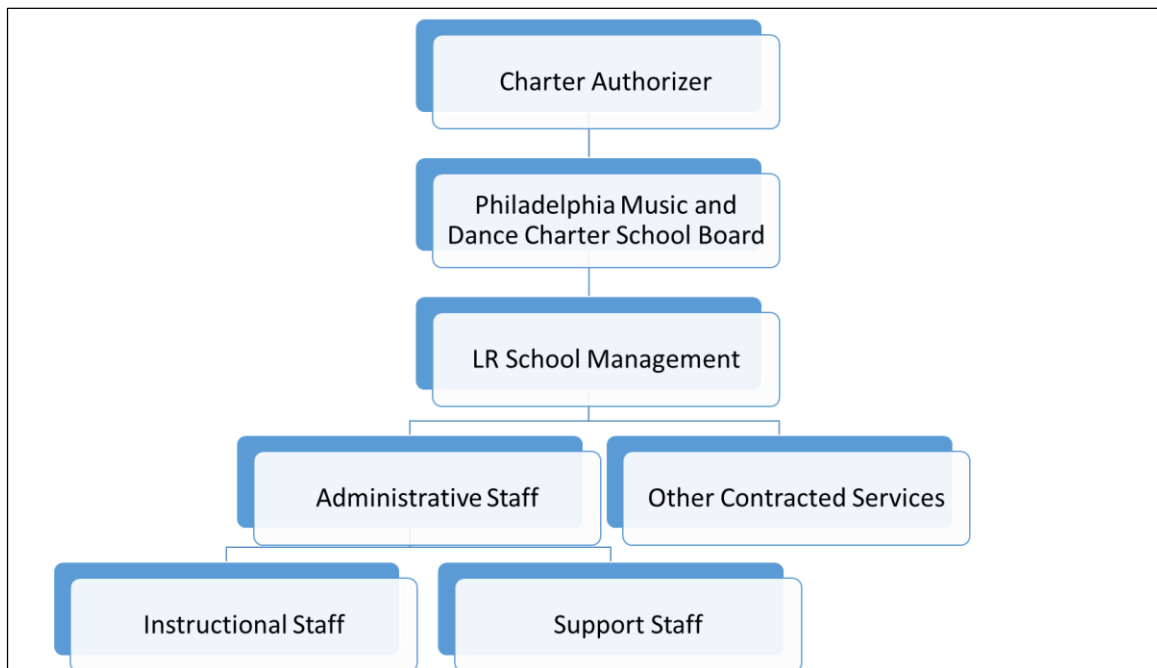 Charter Authorizer
Philadelphia Music and
Dance Charter School Board
LR School Management
Administrative Staff
Other Contracted Services
Instructional Staff
Support Staff